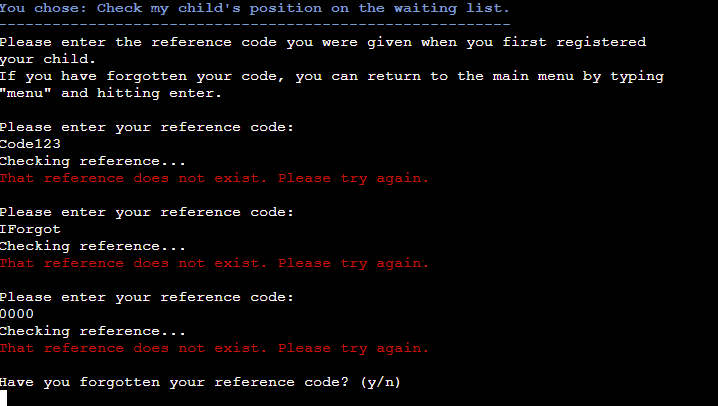 You chose: Check my child's position on the waiting list.
-----------------------------------------------------------
Please enter the reference code you were given when you first registered
your child.
If you have forgotten your code, you can return to the main menu by typing
"menu" and hitting enter.
Please enter your reference code:
Code123
Checking reference...
That reference does not exist. Please try again.
Please enter your reference code:
IForgot
Checking reference...
That reference does not exist. Please try again.
Please enter your reference code:
0000
Checking reference...
That reference does not exist. Please try again.
Have you forgotten your reference code? (y/n)